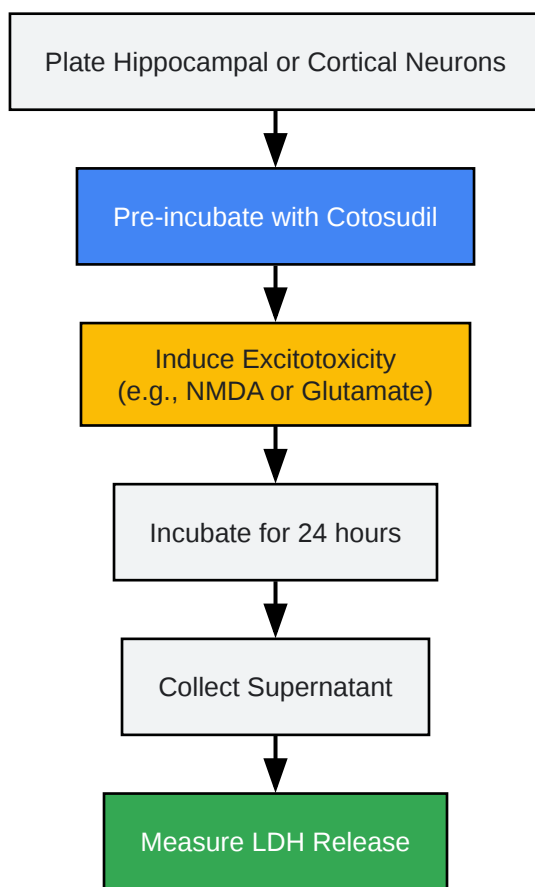 Plate Hippocampal or Cortical Neurons
Pre-incubate with Cotosudil
Induce Excitotoxicity
(e.g., NMDA or Glutamate)
Incubate for 24 hours
Collect Supernatant
Measure LDH Release